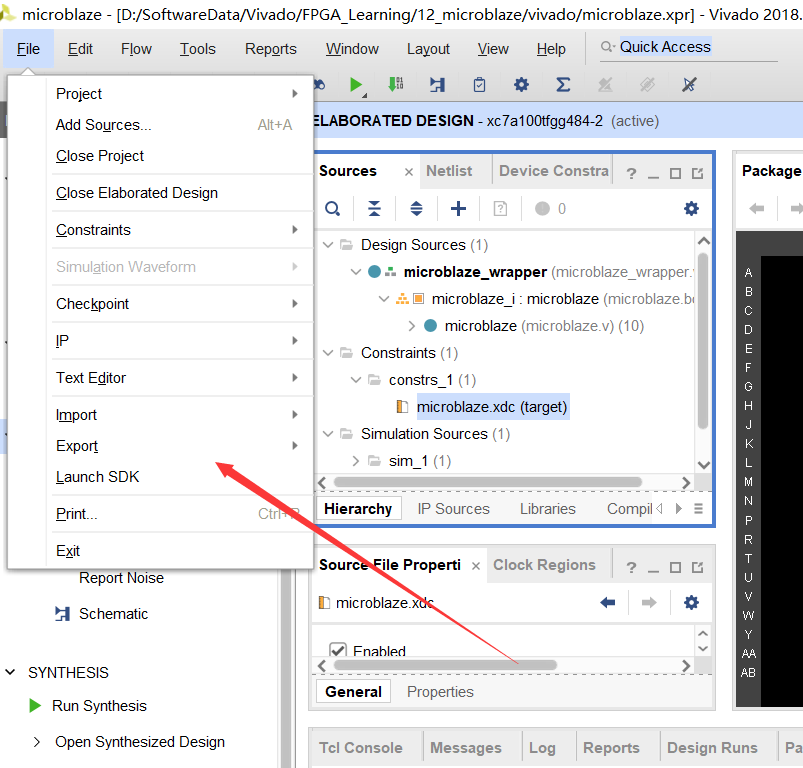 microblaze - [D:/SoftwareData/Vivado/FPGA_Learning/12_microblaze/vivado/microblaze.xpr] - Vivado 2018.
File Edit Flow Tools Reports Window Layout View Help Quick Access
ELABORATED DESIGN - xc7a100tfgg484-2 (active)
Project
Add Sources... Alt+A
Close Project
Close Elaborated Design
Constraints
Simulation Waveform
Checkpoint
IP
Text Editor
Import
Export
Launch SDK
Print... Ctrl+P
Exit
Report Noise
Schematic
SYNTHESIS
Run Synthesis
Open Synthesized Design
Sources × Netlist Device Constra ? _
0
Design Sources (1)
microblaze_wrapper (microblaze_wrapper.
microblaze_i : microblaze (microblaze.b
microblaze (microblaze.v) (10)
Constraints (1)
constrs_1 (1)
microblaze.xdc (target)
Simulation Sources (1)
sim_1 (1)
Hierarchy IP Sources Libraries Compil
Source File Properti × Clock Regions ? _
microblaze.xdc
Enabled
General Properties
Tcl Console Messages Log Reports Design Runs Pa
Package
A
B
C
D
E
F
G
H
J
K
L
M
N
P
R
T
U
V
W
Y
AA
AB